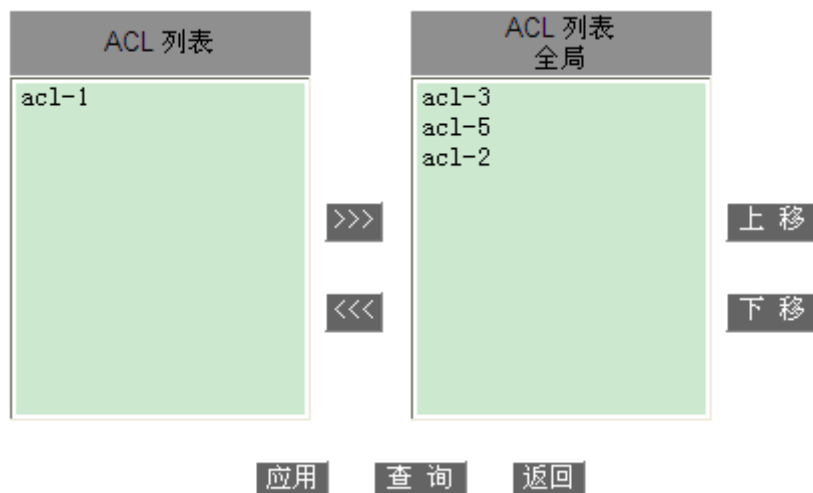 ACL 列表
ACL 列表
全局
acl-1
acl-3
acl-5
acl-2
>>>
上 移
<<<
下 移
应用 查 询 返回